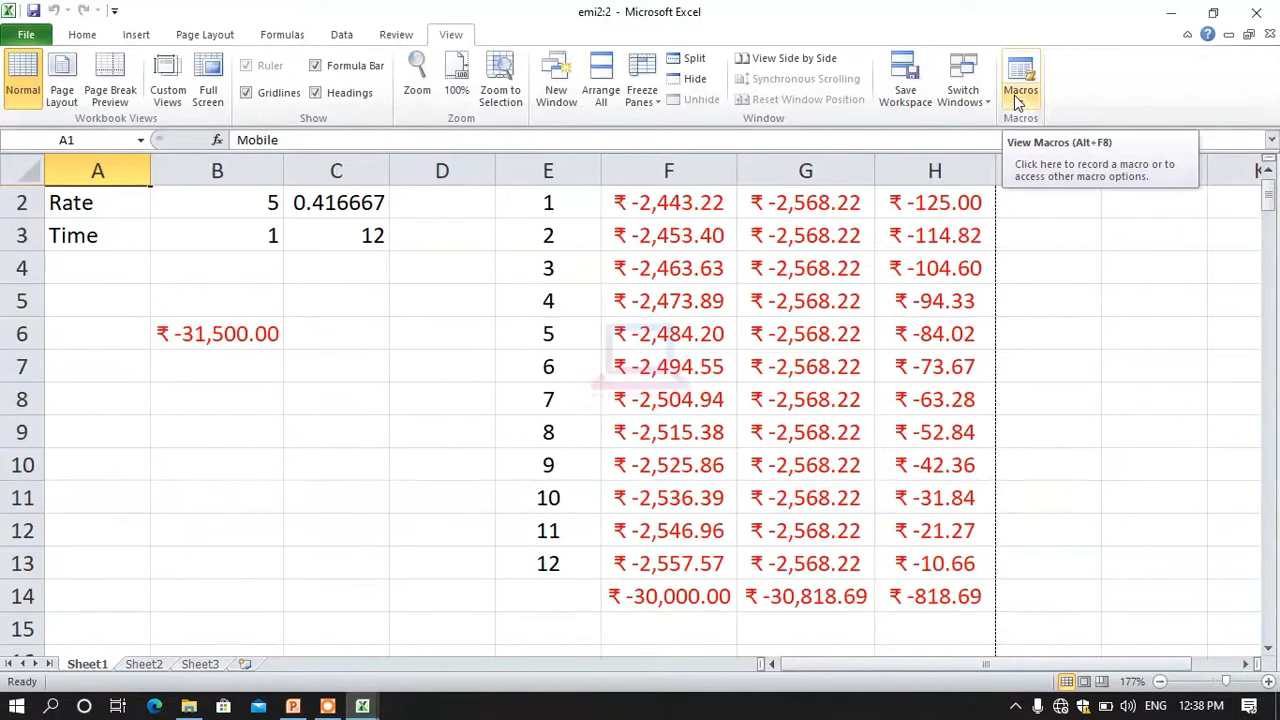 emi2:2 - Microsoft Excel
File Home Insert Page Layout Formulas Data Review View
Normal Page Layout Page Break Preview Custom Views Full Screen
Workbook Views
Ruler Formula Bar
Gridlines Headings
Show
Zoom 100% Zoom to Selection
Zoom
New Window Arrange All Freeze Panes
Split
Hide
Unhide
View Side by Side
Synchronous Scrolling
Reset Window Position
Save Workspace Switch Windows
Window
Macros
Macros
A1 fx Mobile
View Macros (Alt+F8)
Click here to record a macro or to
access other macro options.
A B C D E F G H K
2 Rate 5 0.416667 1 ₹ -2,443.22 ₹ -2,568.22 ₹ -125.00
3 Time 1 12 2 ₹ -2,453.40 ₹ -2,568.22 ₹ -114.82
4 3 ₹ -2,463.63 ₹ -2,568.22 ₹ -104.60
5 4 ₹ -2,473.89 ₹ -2,568.22 ₹ -94.33
6 ₹ -31,500.00 5 ₹ -2,484.20 ₹ -2,568.22 ₹ -84.02
7 6 ₹ -2,494.55 ₹ -2,568.22 ₹ -73.67
8 7 ₹ -2,504.94 ₹ -2,568.22 ₹ -63.28
9 8 ₹ -2,515.38 ₹ -2,568.22 ₹ -52.84
10 9 ₹ -2,525.86 ₹ -2,568.22 ₹ -42.36
11 10 ₹ -2,536.39 ₹ -2,568.22 ₹ -31.84
12 11 ₹ -2,546.96 ₹ -2,568.22 ₹ -21.27
13 12 ₹ -2,557.57 ₹ -2,568.22 ₹ -10.66
14 ₹ -30,000.00 ₹ -30,818.69 ₹ -818.69
15
Sheet1 Sheet2 Sheet3
Ready 177%
ENG 12:38 PM